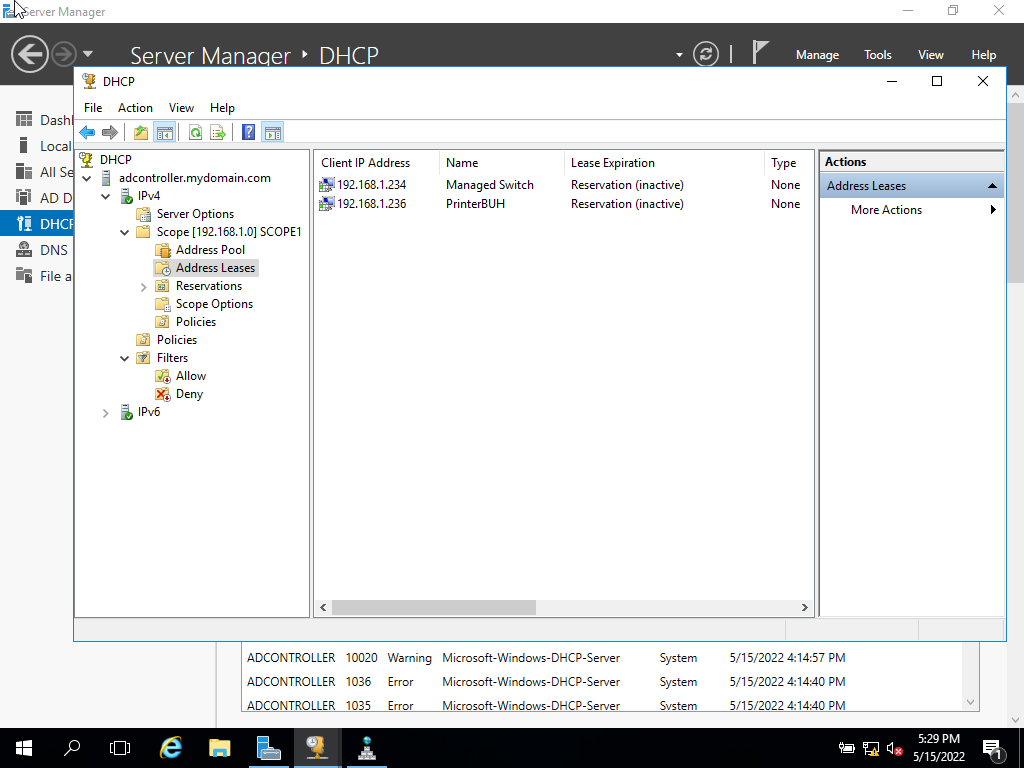 Server Manager
Server Manager ‣ DHCP
Manage Tools View Help
DHCP
File Action View Help
Dash
Local
All Se
AD D
DHCP
DNS
File a
DHCP
adcontroller.mydomain.com
IPv4
Server Options
Scope [192.168.1.0] SCOPE1
Address Pool
Address Leases
Reservations
Scope Options
Policies
Policies
Filters
Allow
Deny
IPv6
Client IP Address Name Lease Expiration Type
192.168.1.234 Managed Switch Reservation (inactive) None
192.168.1.236 PrinterBUH Reservation (inactive) None
Actions
Address Leases
More Actions
ADCONTROLLER 10020 Warning Microsoft-Windows-DHCP-Server System 5/15/2022 4:14:57 PM
ADCONTROLLER 1036 Error Microsoft-Windows-DHCP-Server System 5/15/2022 4:14:40 PM
ADCONTROLLER 1035 Error Microsoft-Windows-DHCP-Server System 5/15/2022 4:14:40 PM
5:29 PM
5/15/2022
1